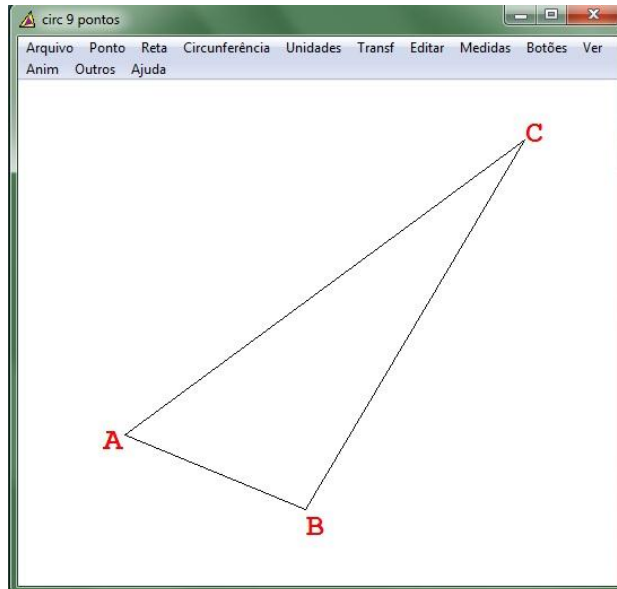 circ 9 pontos
Arquivo Ponto Reta Circunferência Unidades Transf Editar Medidas Botões Ver
Anim Outros Ajuda
C
A
B